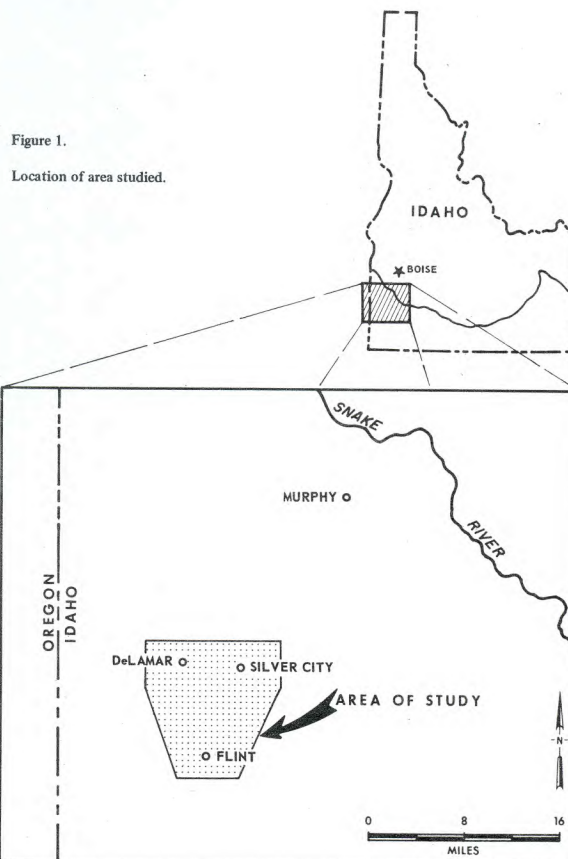 Figure 1.
Location of area studied.
IDAHO
BOISE
SNAKE
RIVER
MURPHY
OREGON
IDAHO
DeLAMAR
SILVER CITY
AREA OF STUDY
FLINT
N
0 8 16
MILES